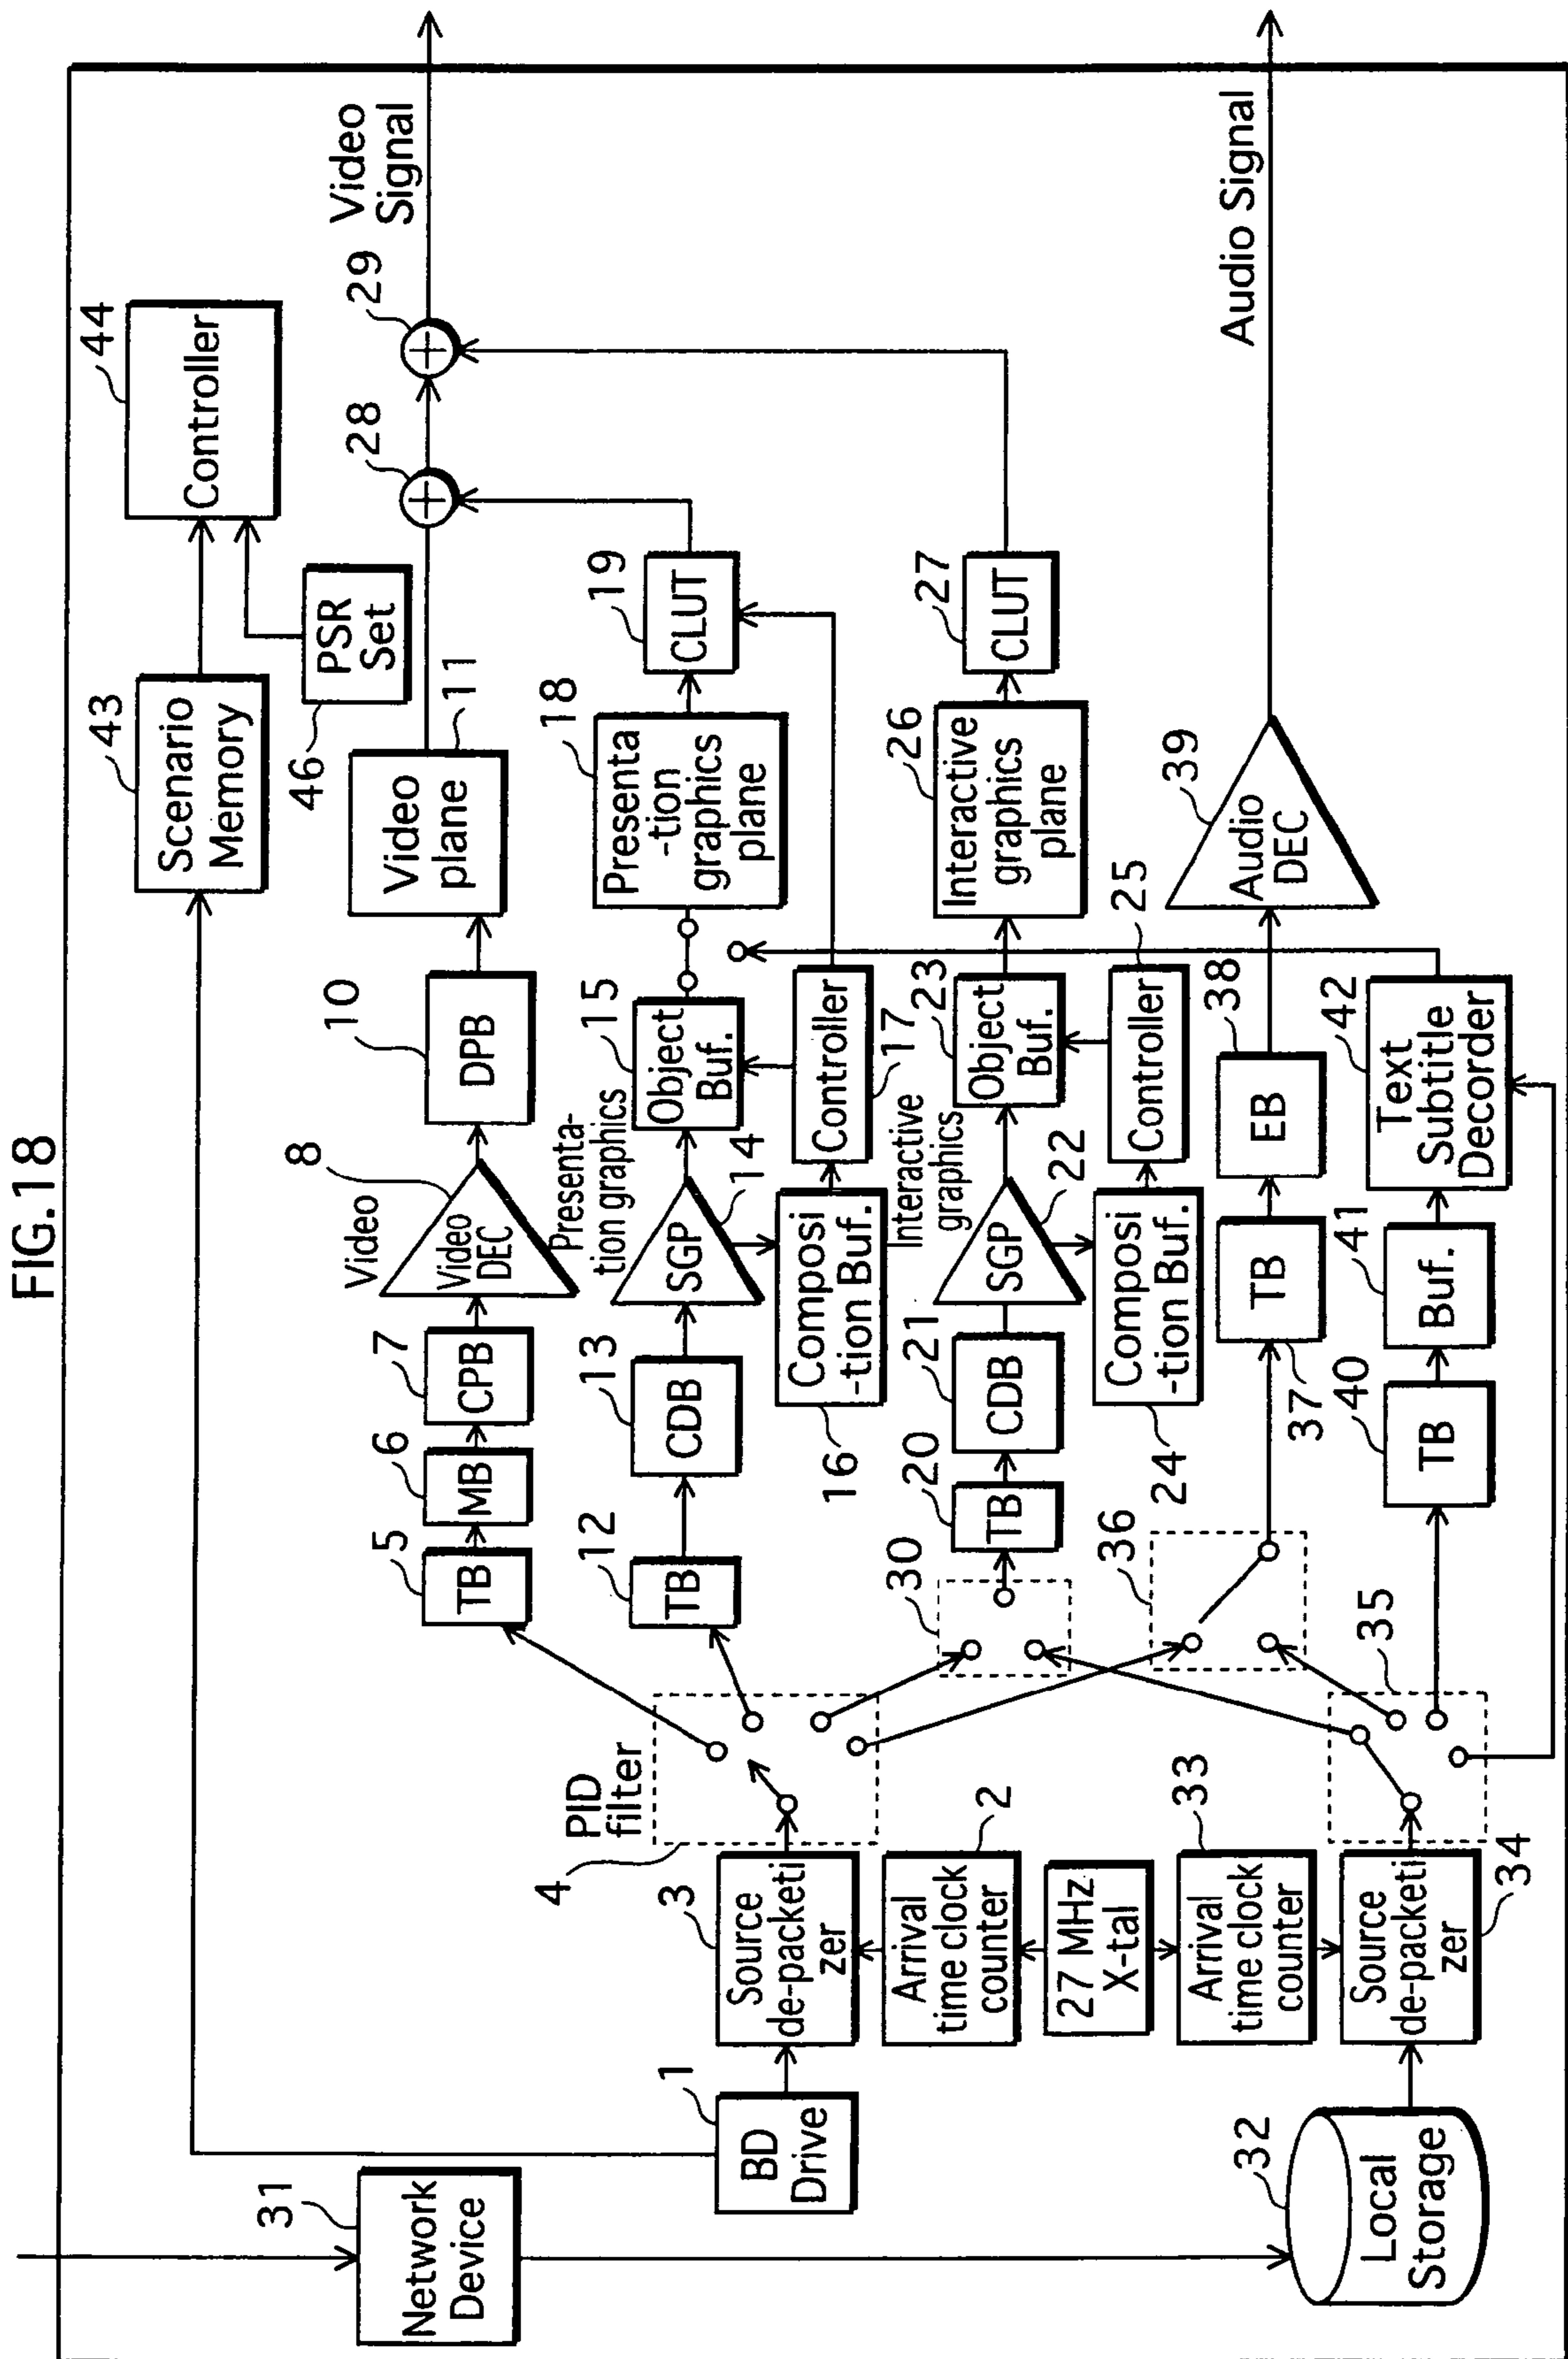 FIG.18
31
Network
Device
1
BD
Drive
32
Local
Storage
3
Source
de-packeti
zer
2
Arrival
time clock
counter
27 MHz
X-tal
33
Arrival
time clock
counter
34
Source
de-packeti
zer
4
PID
filter
35
30
36
5
TB
6
MB
7
CPB
Video
8
Video
DEC
10
DPB
11
Video
plane
43
Scenario
Memory
46
PSR
Set
44
Controller
28
29
Video
Signal
12
TB
13
CDB
Presenta-
tion graphics
SGP
14
15
Object
Buf.
16
Composi
-tion Buf.
Controller
17
18
Presenta
-tion
graphics
plane
19
CLUT
20
TB
21
CDB
Interactive
graphics
SGP
22
23
Object
Buf.
24
Composi
-tion Buf.
Controller
25
26
Interactive
graphics
plane
27
CLUT
37
TB
38
EB
39
Audio
DEC
Audio Signal
40
TB
41
Buf.
42
Text
Subtitle
Decorder